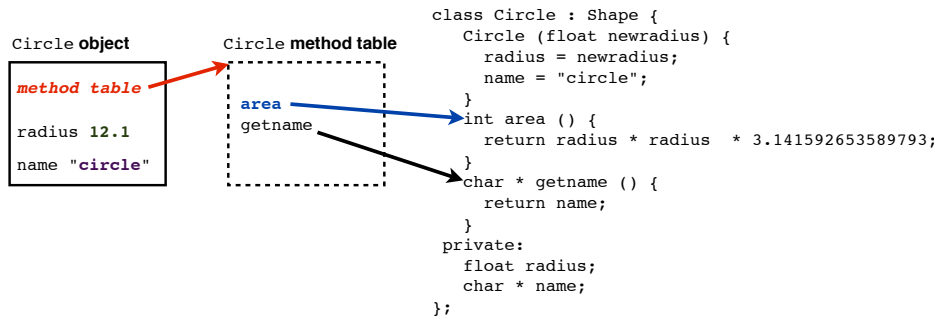 Circle object
method table
radius 12.1
name "circle"
Circle method table
area
getname
class Circle : Shape {
Circle (float newradius) {
radius = newradius;
name = "circle";
}
int area () {
return radius * radius  * 3.141592653589793;
}
char * getname () {
return name;
}
private:
float radius;
char * name;
};